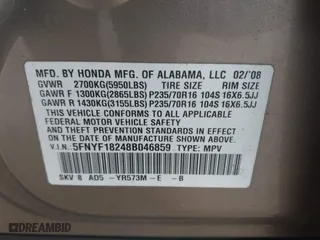 MFD. BY HONDA MFG. OF ALABAMA, LLC 02/'08
GVWR 2700KG(5950LBS) TIRE SIZE RIM SIZE
GAWR F 1300KG(2865LBS) P235/70R16 104S 16X6.5JJ
GAWR R 1430KG(3155LBS) P235/70R16 104S 16X6.5JJ
THIS VEHICLE CONFORMS TO ALL APPLICABLE
FEDERAL MOTOR VEHICLE SAFETY STANDARDS
IN EFFECT ON THE DATE OF MANUFACTURE
SHOWN ABOVE.
V.I.N.: 5FNYF18248B046859 TYPE: MPV
SKV 8 AD5 -YR573M-E -B
DREAMBID